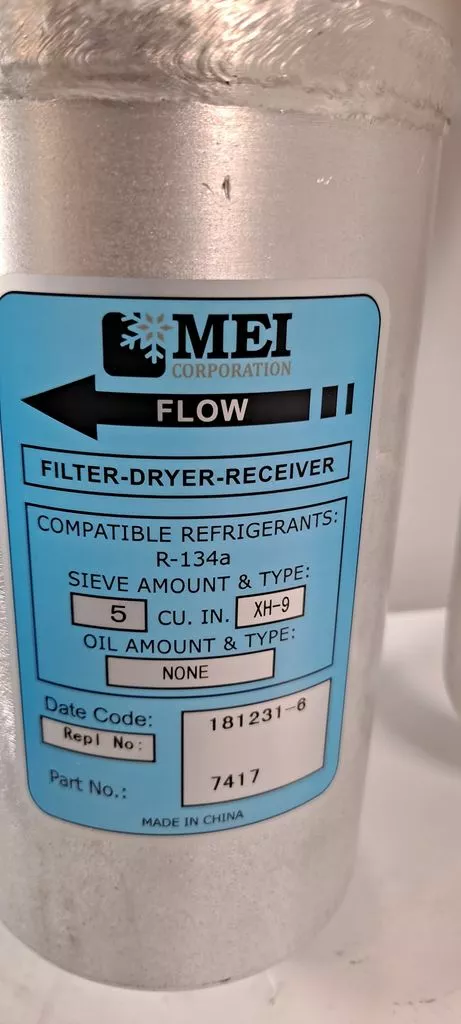 MEI
CORPORATION
FLOW
FILTER-DRYER-RECEIVER
COMPATIBLE REFRIGERANTS:
R-134a
SIEVE AMOUNT & TYPE:
5 CU. IN. XH-9
OIL AMOUNT & TYPE:
NONE
Date Code: 181231-6
Repl No:
Part No.: 7417
MADE IN CHINA